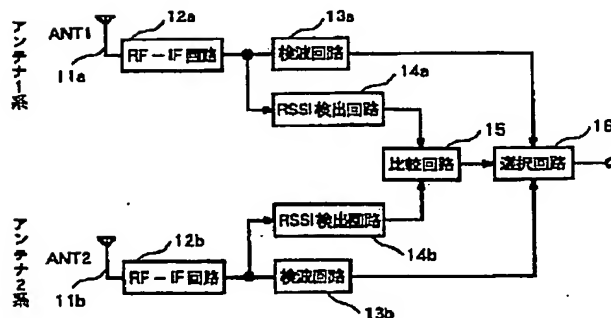 アンテナ1系
ANT1
11a
12a
RF－IF回路
13a
検波回路
14a
RSSI検出回路
15
比較回路
16
選択回路
アンテナ2系
ANT2
11b
12b
RF－IF回路
RSSI検出回路
14b
検波回路
13b